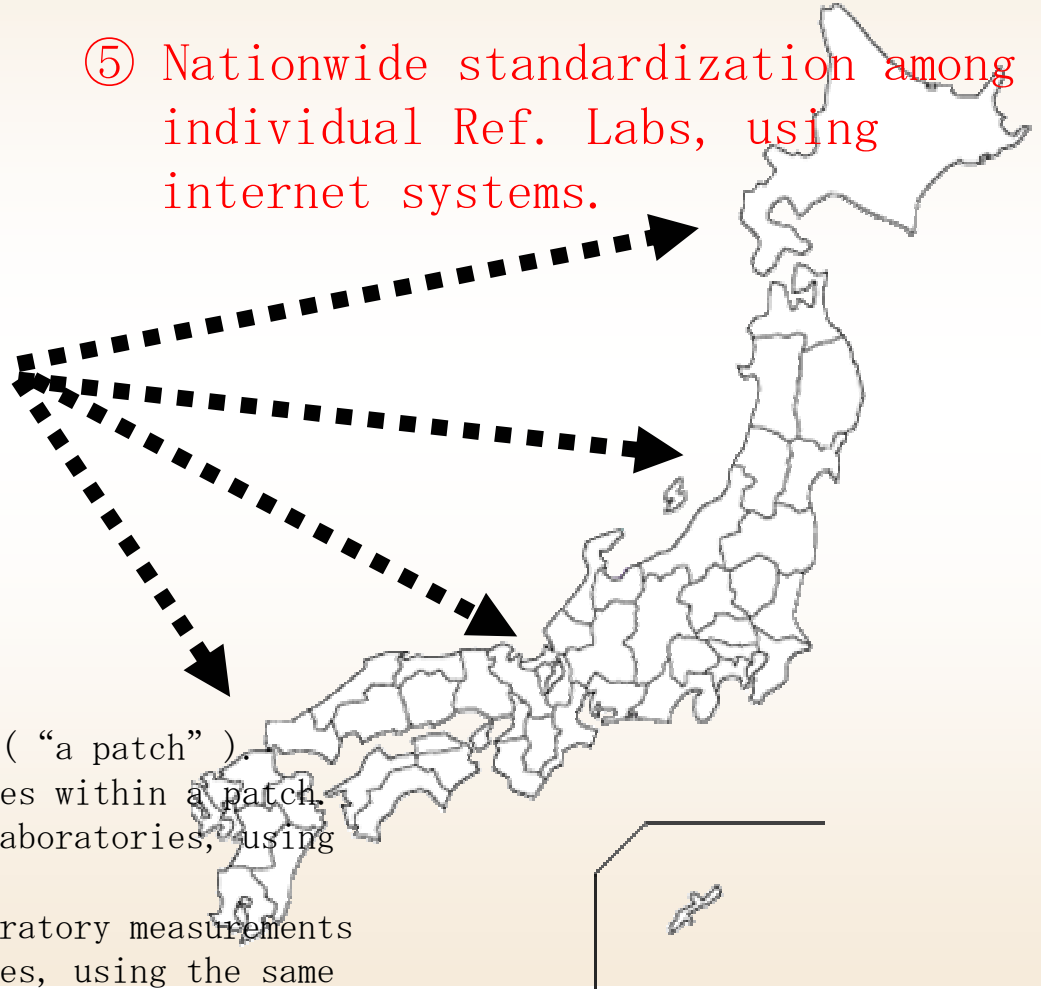 ⑤ Nationwide standardization among
individual Ref. Labs, using
internet systems.
(“a patch”).
es within a patch.
aboratories, using
ratory measurements
es, using the same